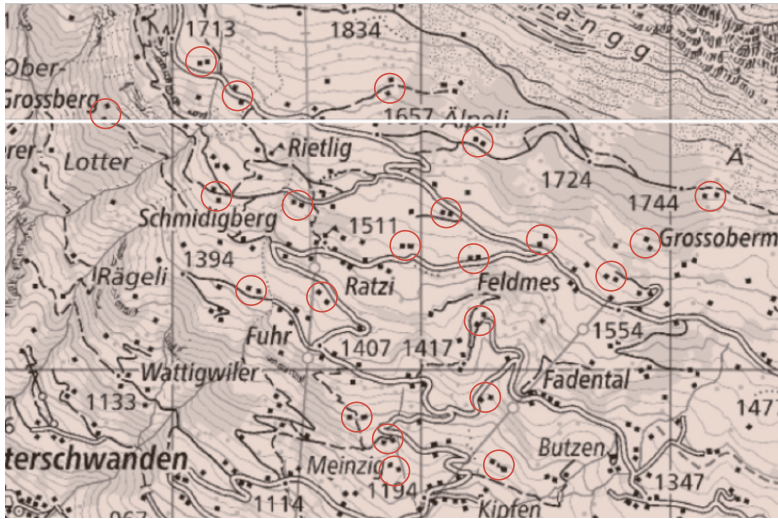 1713
1834
Ober-
Grossberg
1657 Älpeli
Rietlig
Lotter
Ä
1724
1744
Schmidigberg
1511
Grossoberm
1394
Rägeli
Ratzi
Feldmes
Fuhr
1407
1417
1554
Wattigwiler
Fadental
1133
147
terschwanden
Meinzig
Butzen
1194
1347
1114
Kipfen